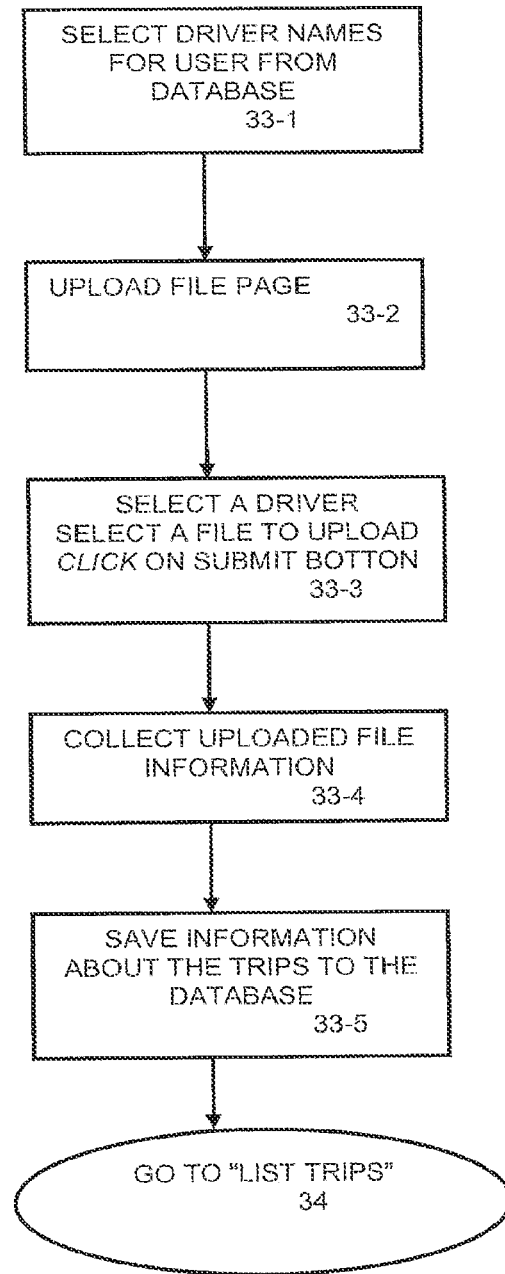 SELECT DRIVER NAMES
FOR USER FROM
DATABASE
33-1
UPLOAD FILE PAGE
33-2
SELECT A DRIVER
SELECT A FILE TO UPLOAD
CLICK ON SUBMIT BOTTON
33-3
COLLECT UPLOADED FILE
INFORMATION
33-4
SAVE INFORMATION
ABOUT THE TRIPS TO THE
DATABASE
33-5
GO TO "LIST TRIPS"
34